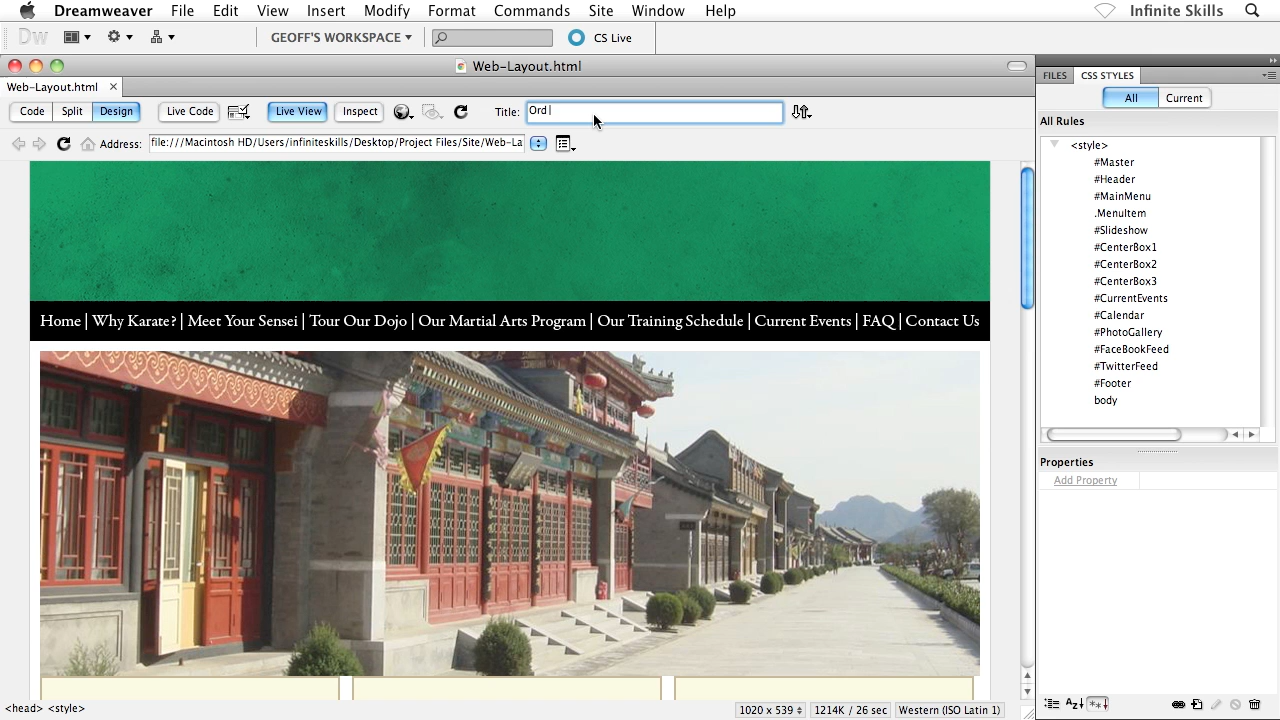 Dreamweaver File Edit View Insert Modify Format Commands Site Window Help Infinite Skills
Dw GEOFF'S WORKSPACE CS Live
Web-Layout.html
Web-Layout.html
Code Split Design Live Code Live View Inspect Title: Ord
Address: file:///Macintosh HD/Users/infiniteskills/Desktop/Project Files/Site/Web-La
Home | Why Karate? | Meet Your Sensei | Tour Our Dojo | Our Martial Arts Program | Our Training Schedule | Current Events | FAQ | Contact Us
<head> <style> 1020 x 539 1214K / 26 sec Western (ISO Latin 1)
FILES CSS STYLES
All Current
All Rules
<style>
#Master
#Header
#MainMenu
.MenuItem
#Slideshow
#CenterBox1
#CenterBox2
#CenterBox3
#CurrentEvents
#Calendar
#PhotoGallery
#FaceBookFeed
#TwitterFeed
#Footer
body
Properties
Add Property